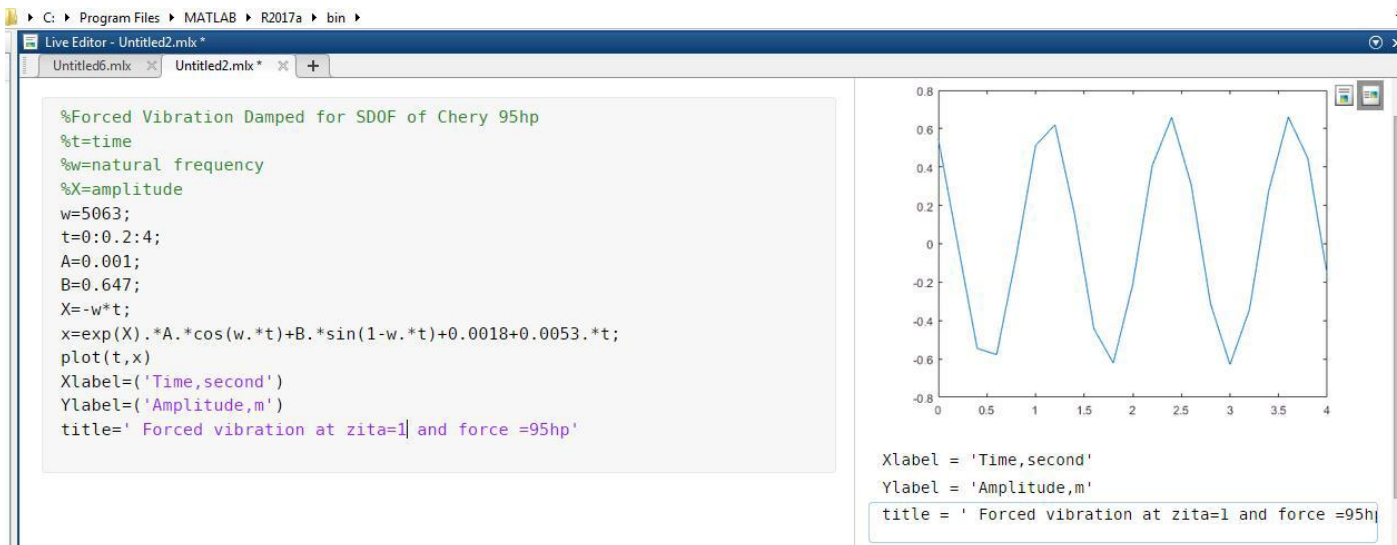 C: ▸ Program Files ▸ MATLAB ▸ R2017a ▸ bin ▸
Live Editor - Untitled2.mlx *
Untitled6.mlx
Untitled2.mlx *
%Forced Vibration Damped for SDOF of Chery 95hp
%t=time
%w=natural frequency
%X=amplitude
w=5063;
t=0:0.2:4;
A=0.001;
B=0.647;
X=-w*t;
x=exp(X).*A.*cos(w.*t)+B.*sin(1-w.*t)+0.0018+0.0053.*t;
plot(t,x)
Xlabel=('Time,second')
Ylabel=('Amplitude,m')
title=' Forced vibration at zita=1 and force =95hp'
0.8
0.6
0.4
0.2
0
-0.2
-0.4
-0.6
-0.8
0 0.5 1 1.5 2 2.5 3 3.5 4
Xlabel = 'Time,second'
Ylabel = 'Amplitude,m'
title = ' Forced vibration at zita=1 and force =95h